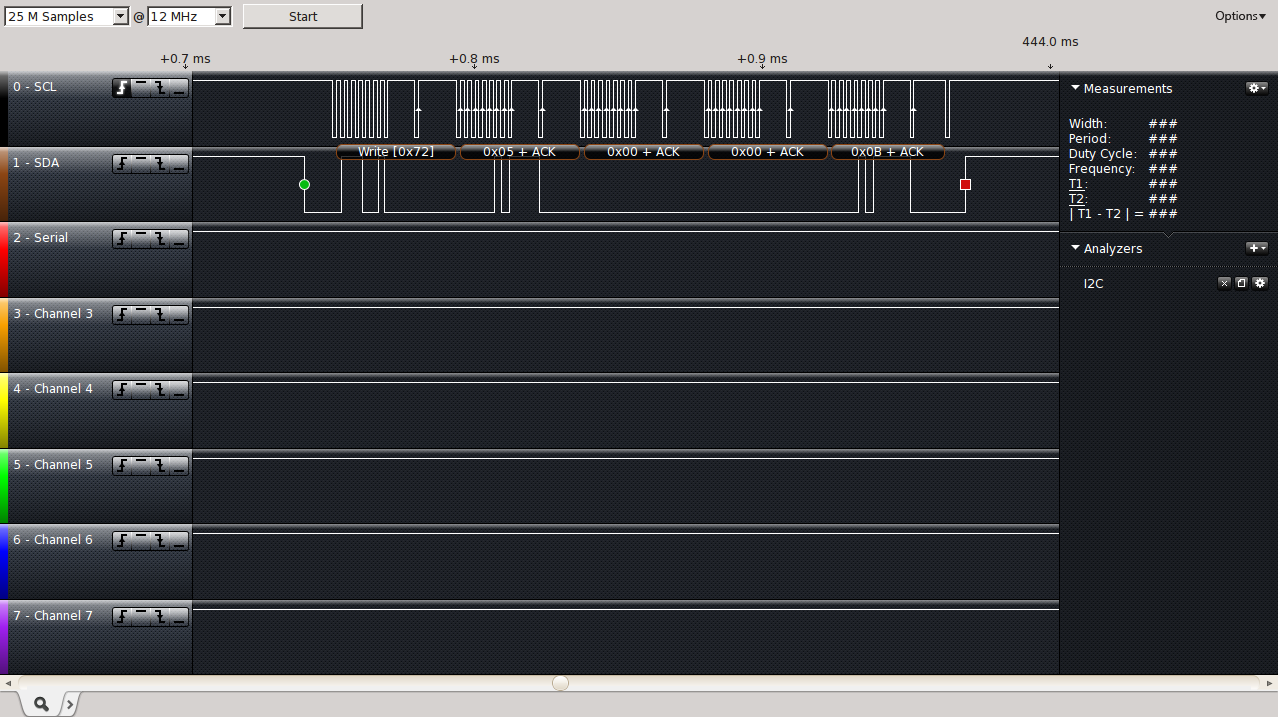 25 M Samples @ 12 MHz Start Options
444.0 ms
+0.7 ms +0.8 ms +0.9 ms
0 - SCL
1 - SDA
Write [0x72] 0x05 + ACK 0x00 + ACK 0x00 + ACK 0x0B + ACK
2 - Serial
3 - Channel 3
4 - Channel 4
5 - Channel 5
6 - Channel 6
7 - Channel 7
Measurements
Width: ###
Period: ###
Duty Cycle: ###
Frequency: ###
T1: ###
T2: ###
| T1 - T2 | = ###
Analyzers
I2C